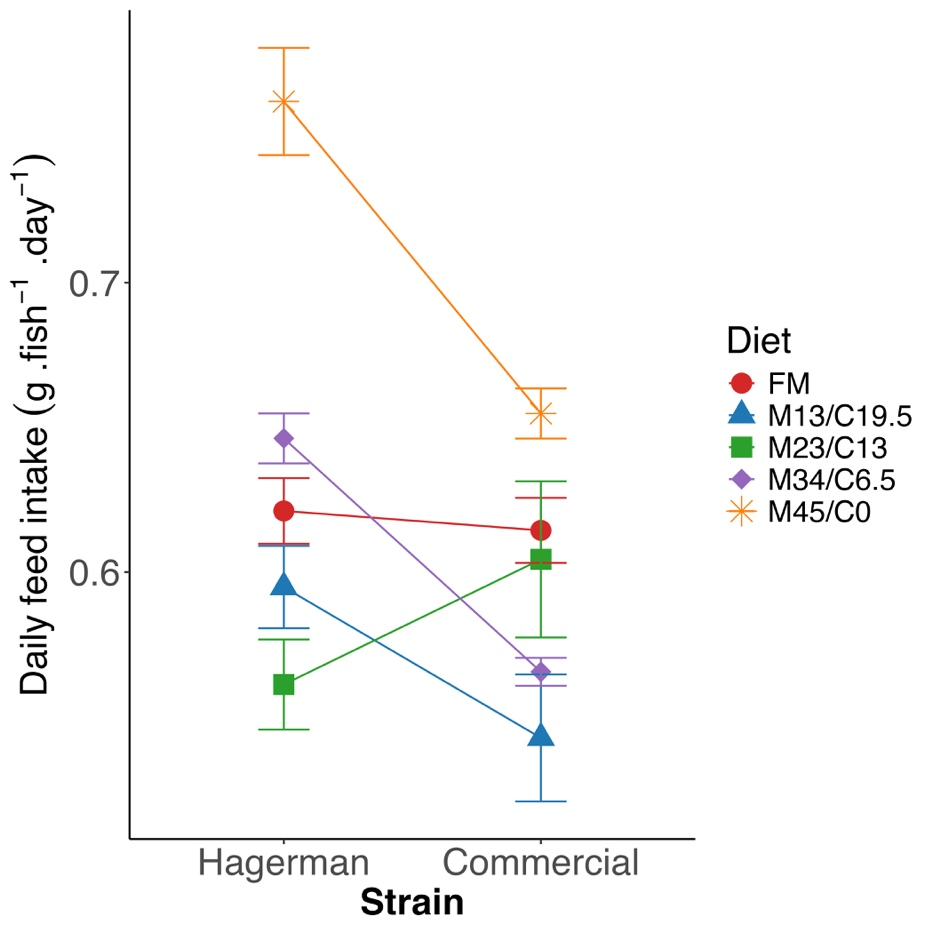 Daily feed intake (g .fish⁻¹ .day⁻¹)
0.7
0.6
Hagerman Commercial
Strain
Diet
FM
M13/C19.5
M23/C13
M34/C6.5
M45/C0